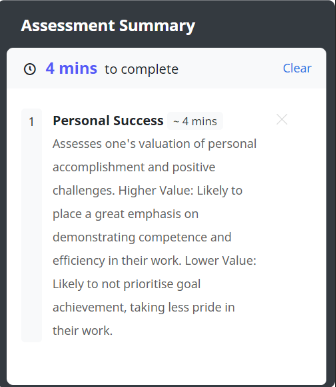 Assessment Summary
4 mins to complete Clear
1 Personal Success ~ 4 mins
Assesses one's valuation of personal
accomplishment and positive
challenges. Higher Value: Likely to
place a great emphasis on
demonstrating competence and
efficiency in their work. Lower Value:
Likely to not prioritise goal
achievement, taking less pride in
their work.